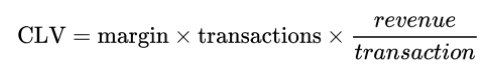 CLV = margin × transactions × revenue / transaction